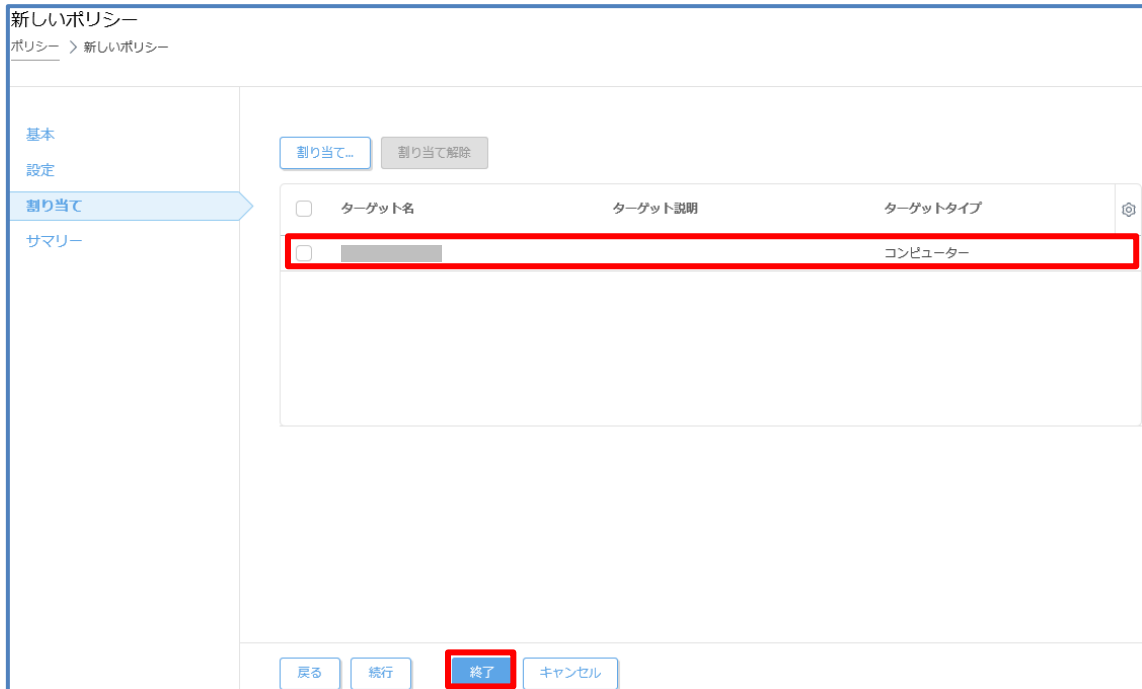 新しいポリシー
ポリシー > 新しいポリシー
基本
設定
割り当て
サマリー
割り当て... 割り当て解除
ターゲット名 ターゲット説明 ターゲットタイプ
コンピューター
戻る 続行 終了 キャンセル